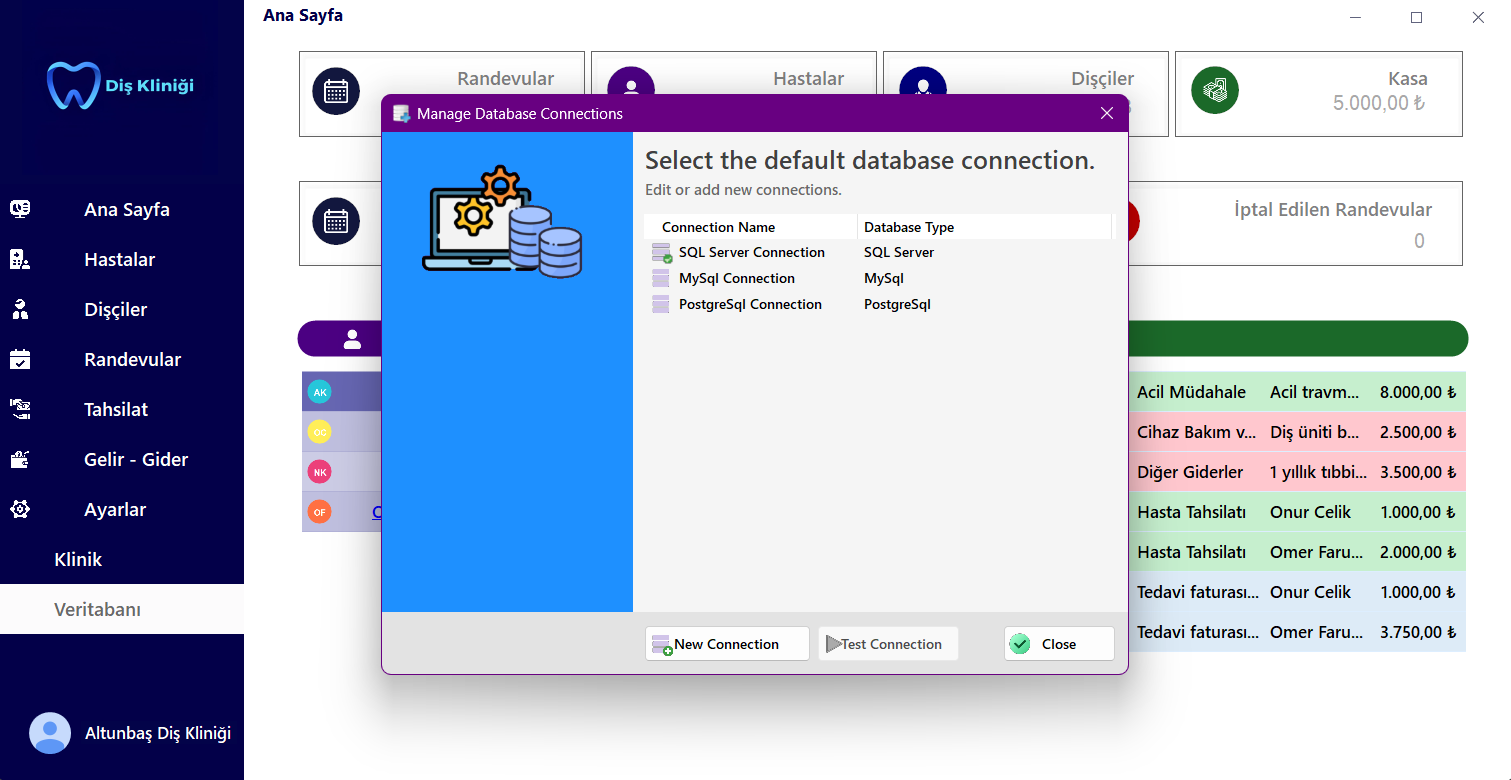 Ana Sayfa
Diş Kliniği
Ana Sayfa
Hastalar
Dişçiler
Randevular
Tahsilat
Gelir - Gider
Ayarlar
Klinik
Veritabanı
Altunbaş Diş Kliniği
Randevular
Hastalar
Dişçiler
Kasa
5.000,00 ₺
İptal Edilen Randevular
0
Manage Database Connections
Select the default database connection.
Edit or add new connections.
Connection Name Database Type
SQL Server Connection SQL Server
MySql Connection MySql
PostgreSql Connection PostgreSql
New Connection Test Connection Close
AK
NK
OF
Acil Müdahale Acil travm... 8.000,00 ₺
Cihaz Bakım v... Diş üniti b... 2.500,00 ₺
Diğer Giderler 1 yıllık tıbbi... 3.500,00 ₺
Hasta Tahsilatı Onur Celik 1.000,00 ₺
Hasta Tahsilatı Omer Faru... 2.000,00 ₺
Tedavi faturası... Onur Celik 1.000,00 ₺
Tedavi faturası... Omer Faru... 3.750,00 ₺